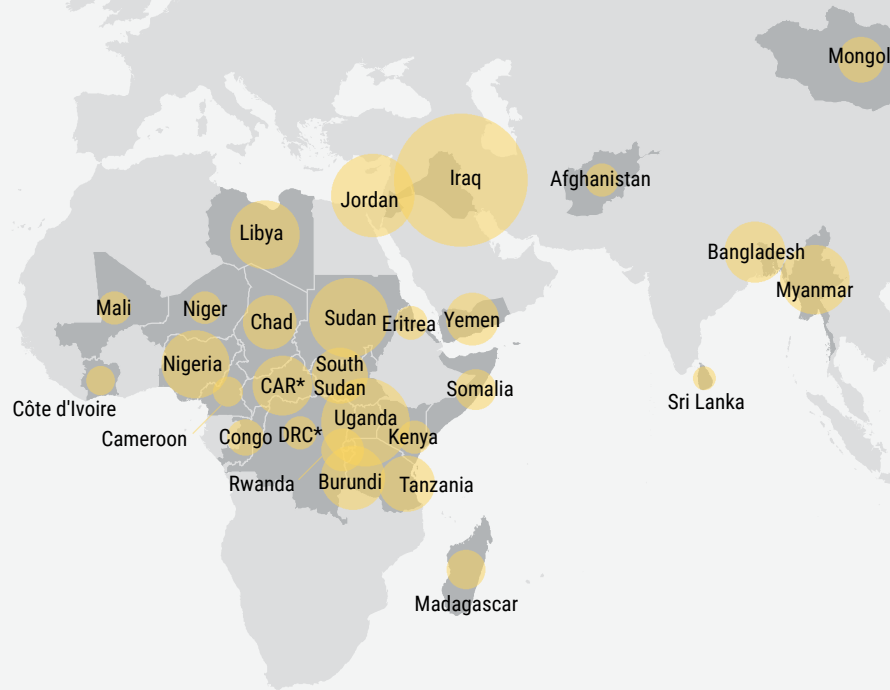 Mongol
Iraq
Afghanistan
Jordan
Libya
Bangladesh
Myanmar
Mali
Niger
Chad
Sudan
Eritrea
Yemen
Nigeria
South
Sudan
CAR*
Somalia
Sri Lanka
Côte d'Ivoire
Uganda
Cameroon
Congo
DRC*
Kenya
Rwanda
Burundi
Tanzania
Madagascar